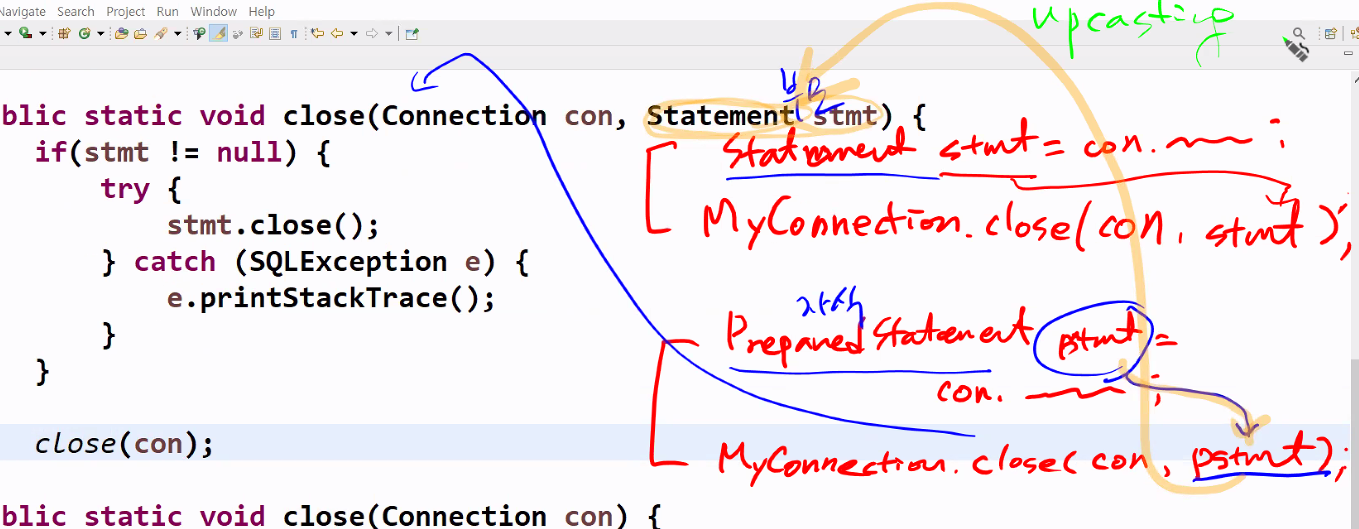 Navigate Search Project Run Window Help
upcasting
blic static void close(Connection con, Statement stmt) {
부모
if(stmt != null) {
Statement stmt = con. ;
try {
stmt.close();
MyConnection.close(con, stmt);
} catch (SQLException e) {
e.printStackTrace();
자식
PreparedStatement pstmt =
}
}
con. ;
close(con);
MyConnection.close(con, pstmt);
blic static void close(Connection con) {